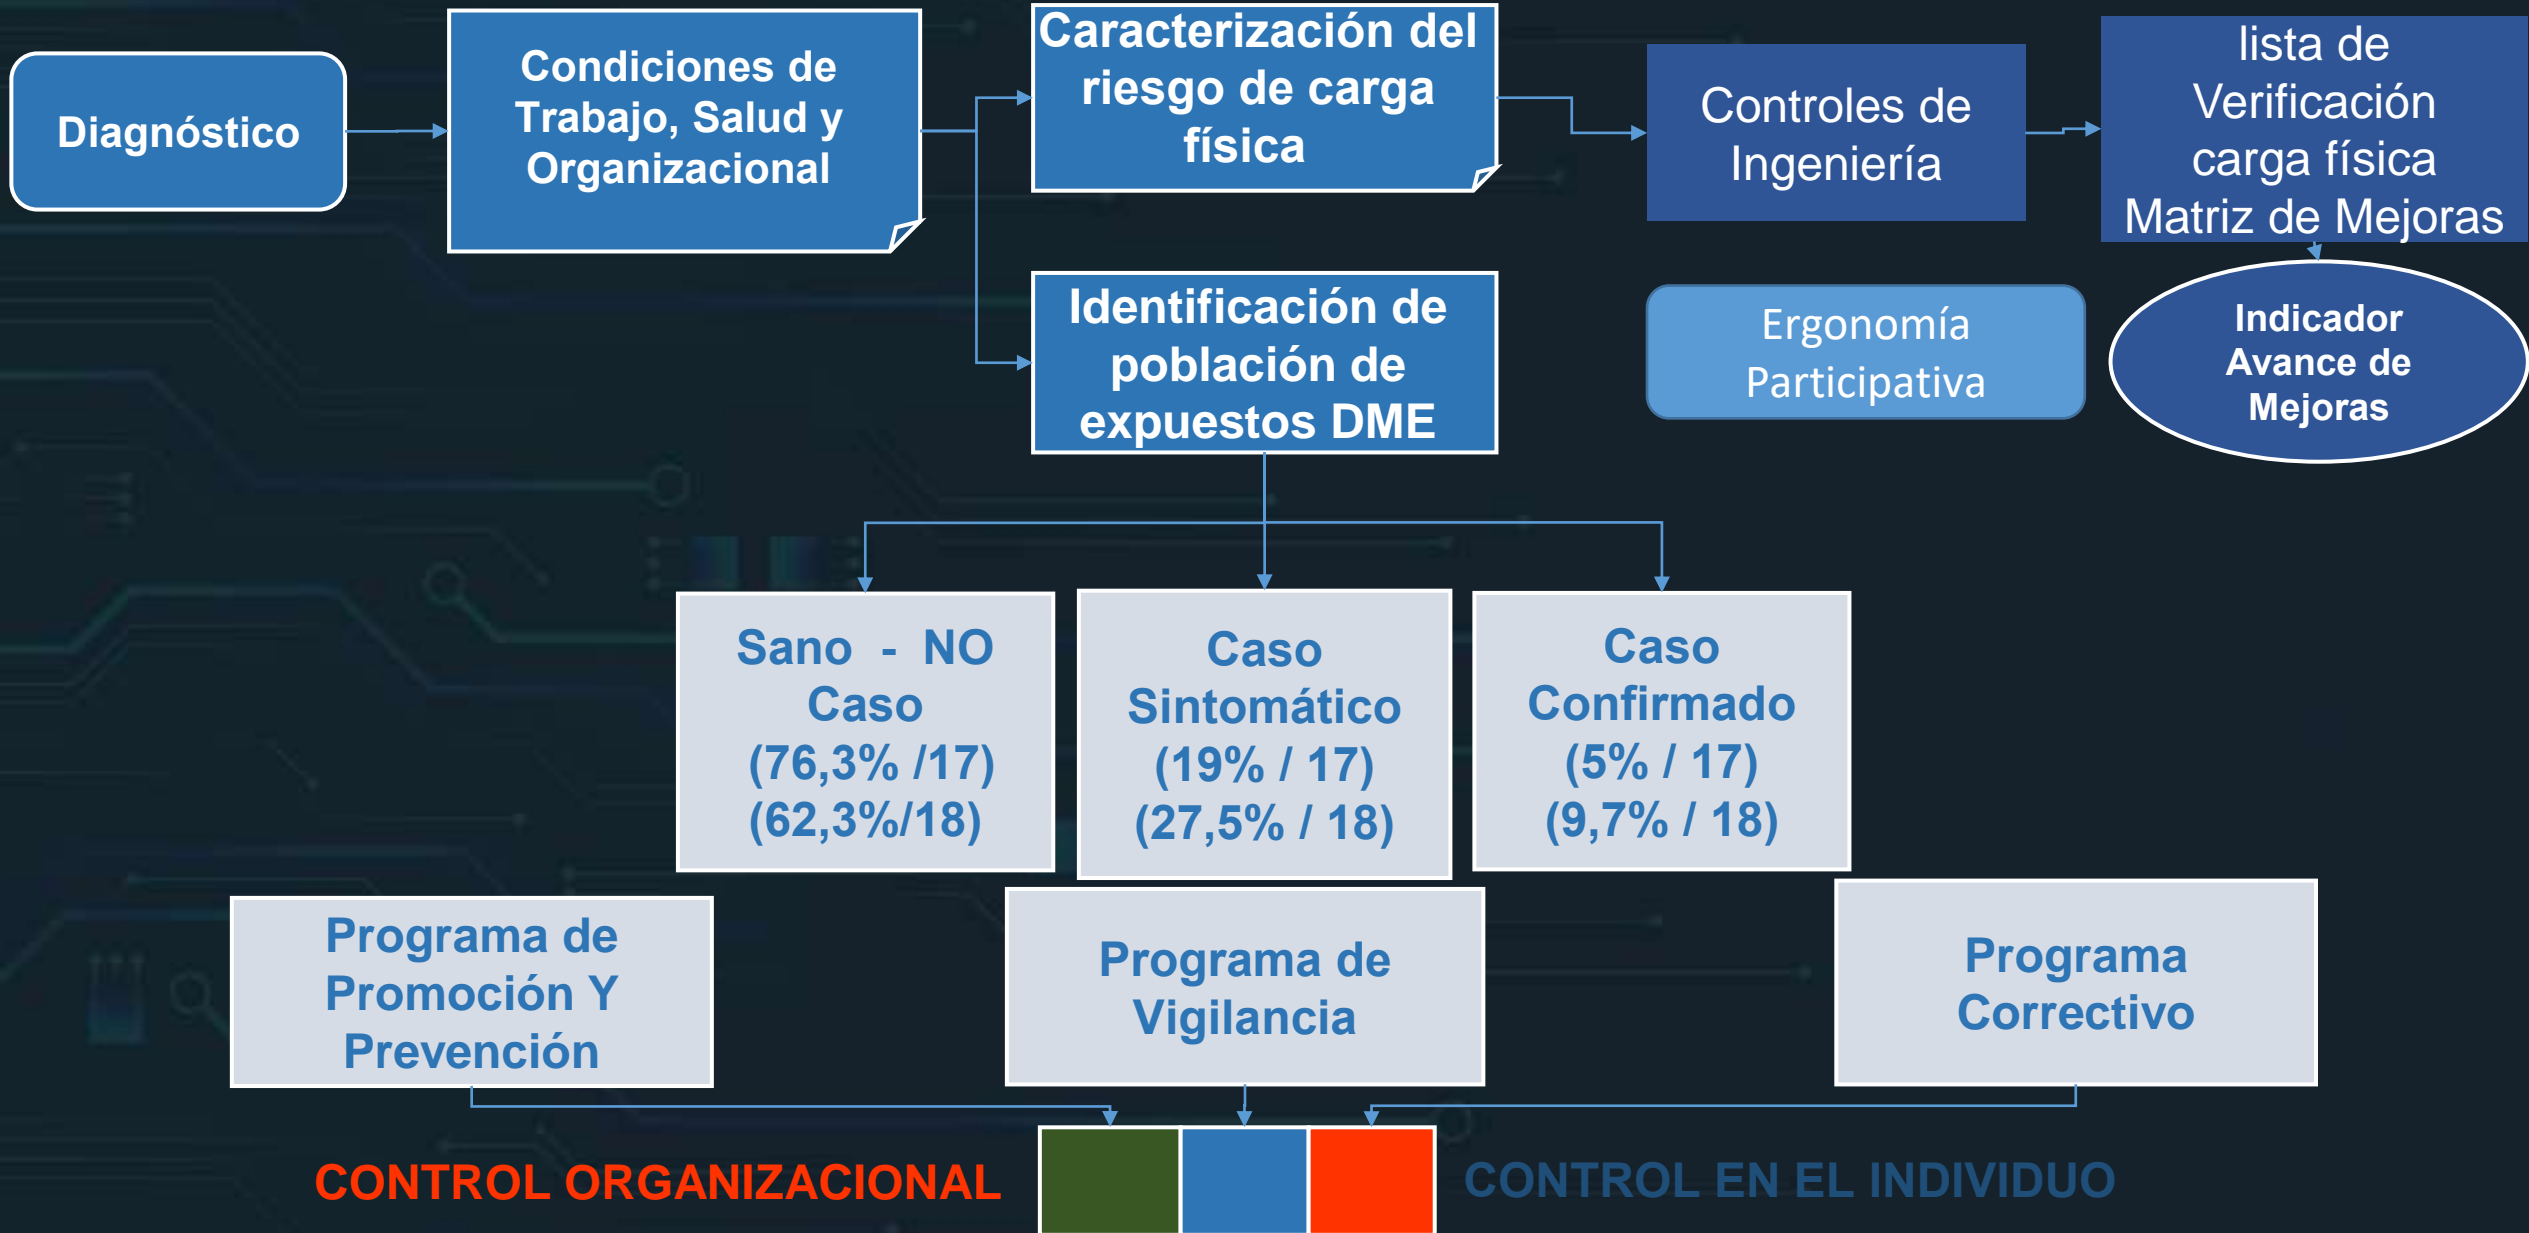 Diagnóstico
Condiciones de
Trabajo, Salud y
Organizacional
Caracterización del
riesgo de carga
física
Controles de
Ingeniería
lista de
Verificación
carga física
Matriz de Mejoras
Identificación de
población de
expuestos DME
Ergonomía
Participativa
Indicador
Avance de
Mejoras
Sano - NO
Caso
(76,3% /17)
(62,3%/18)
Caso
Sintomático
(19% / 17)
(27,5% / 18)
Caso
Confirmado
(5% / 17)
(9,7% / 18)
Programa de
Promoción Y
Prevención
Programa de
Vigilancia
Programa
Correctivo
CONTROL ORGANIZACIONAL
CONTROL EN EL INDIVIDUO